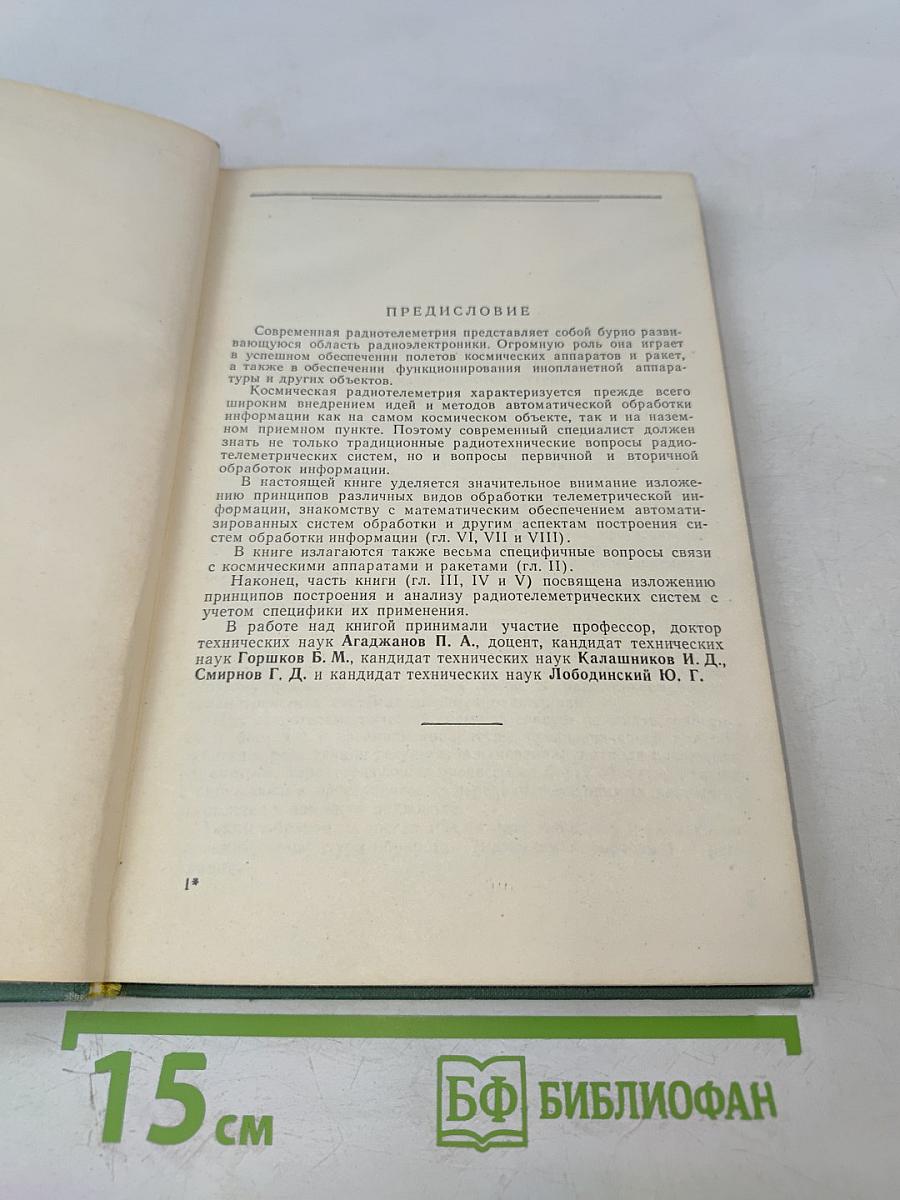 ПРЕДИСЛОВИЕ
Современная радиотелеметрия представляет собой бурно разви-
вающуюся область радиоэлектроники. Огромную роль она играет
в успешном обеспечении полетов космических аппаратов и ракет,
а также в обеспечении функционирования инопланетной аппара-
туры и других объектов.
Космическая радиотелеметрия характеризуется прежде всего
широким внедрением идей и методов автоматической обработки
информации как на самом космическом объекте, так и на назем-
ном приемном пункте. Поэтому современный специалист должен
знать не только традиционные радиотехнические вопросы радио-
телеметрических систем, но и вопросы первичной и вторичной
обработок информации.
В настоящей книге уделяется значительное внимание изложе-
нию принципов различных видов обработки телеметрической ин-
формации, знакомству с математическим обеспечением автомати-
зированных систем обработки и другим аспектам построения си-
стем обработки информации (гл. VI, VII и VIII).
В книге излагаются также весьма специфичные вопросы связи
с космическими аппаратами и ракетами (гл. II).
Наконец, часть книги (гл. III, IV и V) посвящена изложению
принципов построения и анализу радиотелеметрических систем с
учетом специфики их применения.
В работе над книгой принимали участие профессор, доктор
технических наук Агаджанов П. А., доцент, кандидат технических
наук Горшков Б. М., кандидат технических наук Калашников И. Д.,
Смирнов Г. Д. и кандидат технических наук Лободинский Ю. Г.
1*
15 см
БФ БИБЛИОФАН